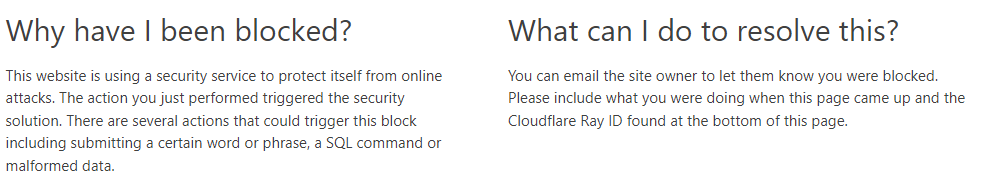 Why have I been blocked?
This website is using a security service to protect itself from online
attacks. The action you just performed triggered the security
solution. There are several actions that could trigger this block
including submitting a certain word or phrase, a SQL command or
malformed data.
What can I do to resolve this?
You can email the site owner to let them know you were blocked.
Please include what you were doing when this page came up and the
Cloudflare Ray ID found at the bottom of this page.